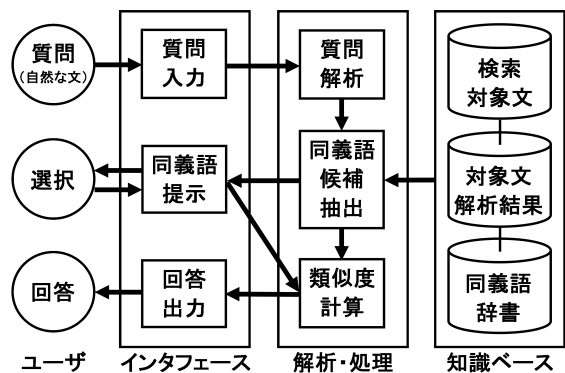 質問
(自然な文)
選択
回答
ユーザ
質問
入力
同義語
提示
回答
出力
インタフェース
質問
解析
同義語
候補
抽出
類似度
計算
解析・処理
検索
対象文
対象文
解析結果
同義語
辞書
知識ベース